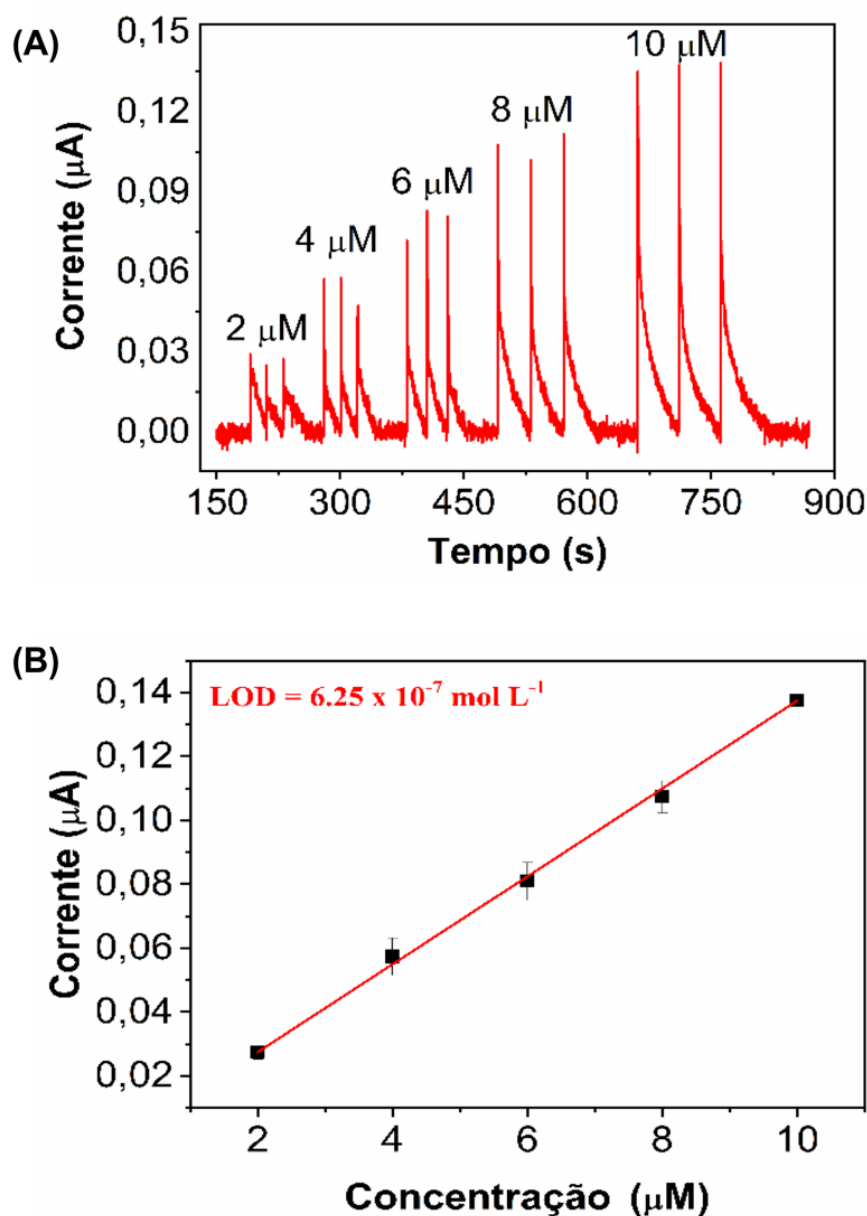 (A)
Corrente (µA)
0,15
0,12
0,09
0,06
0,03
0,00
2 µM
4 µM
6 µM
8 µM
10 µM
150 300 450 600 750 900
Tempo (s)
(B)
Corrente (µA)
LOD = 6.25 x 10⁻⁷ mol L⁻¹
0,14
0,12
0,10
0,08
0,06
0,04
0,02
2 4 6 8 10
Concentração (µM)